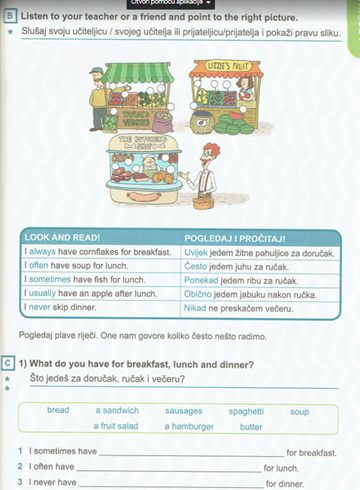 Otvori pomoću aplikacije
B Listen to your teacher or a friend and point to the right picture.
* Slušaj svoju učiteljicu / svojeg učitelja ili prijateljicu/prijatelja i pokaži pravu sliku.
LIZZIE'S FRUIT
VEGGIES
THE BUTCHER'S
SHOP
LOOK AND READ! POGLEDAJ I PROČITAJ!
I always have cornflakes for breakfast. Uvijek jedem žitne pahuljice za doručak.
I often have soup for lunch. Često jedem juhu za ručak.
I sometimes have fish for lunch. Ponekad jedem ribu za ručak.
I usually have an apple after lunch. Obično jedem jabuku nakon ručka.
I never skip dinner. Nikad ne preskačem večeru.
Pogledaj plave riječi. One nam govore koliko često nešto radimo.
C 1) What do you have for breakfast, lunch and dinner?
* Što jedeš za doručak, ručak i večeru?
*
bread a sandwich sausages spaghetti soup
a fruit salad a hamburger butter
1 I sometimes have ______ for breakfast.
2 I often have ______ for lunch.
3 I never have ______ for dinner.